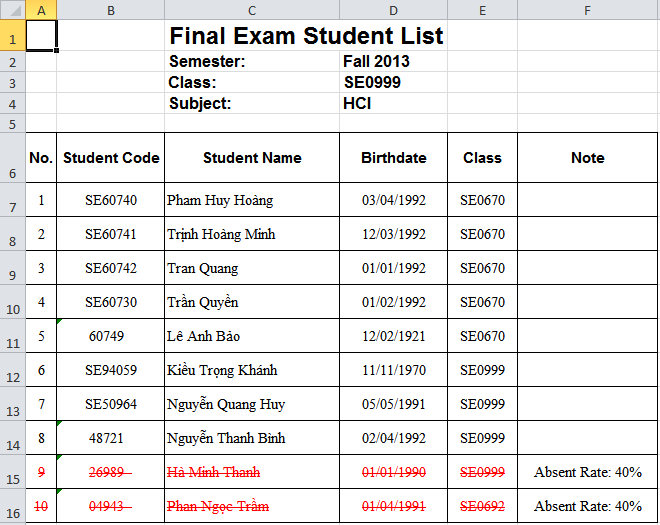 A B C D E F
1 Final Exam Student List
2 Semester: Fall 2013
3 Class: SE0999
4 Subject: HCI
5
6 No. Student Code Student Name Birthdate Class Note
7 1 SE60740 Pham Huy Hoàng 03/04/1992 SE0670
8 2 SE60741 Trịnh Hoàng Minh 12/03/1992 SE0670
9 3 SE60742 Tran Quang 01/01/1992 SE0670
10 4 SE60730 Trần Quyền 01/02/1992 SE0670
11 5 60749 Lê Anh Bảo 12/02/1921 SE0670
12 6 SE94059 Kiều Trọng Khánh 11/11/1970 SE0999
13 7 SE50964 Nguyễn Quang Huy 05/05/1991 SE0999
14 8 48721 Nguyễn Thanh Bình 02/04/1992 SE0999
15 9 26989 Hà Minh Thanh 01/01/1990 SE0999 Absent Rate: 40%
16 10 04943 Phan Ngọc Trầm 01/04/1991 SE0692 Absent Rate: 40%